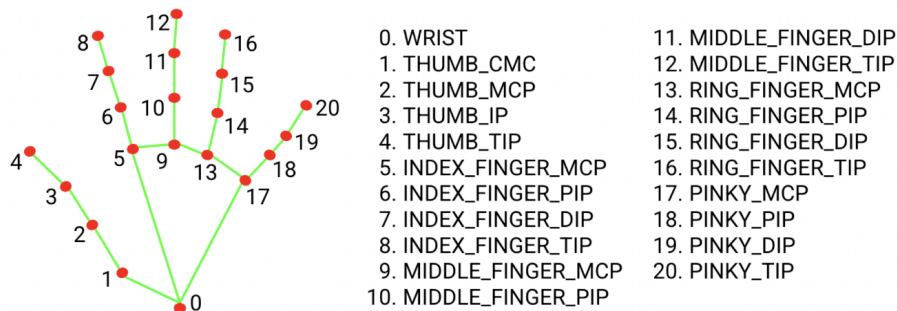 12
8
16
11
7
15
10
6
20
14
19
4
5
9
13
18
3
17
2
1
0
0. WRIST
1. THUMB_CMC
2. THUMB_MCP
3. THUMB_IP
4. THUMB_TIP
5. INDEX_FINGER_MCP
6. INDEX_FINGER_PIP
7. INDEX_FINGER_DIP
8. INDEX_FINGER_TIP
9. MIDDLE_FINGER_MCP
10. MIDDLE_FINGER_PIP
11. MIDDLE_FINGER_DIP
12. MIDDLE_FINGER_TIP
13. RING_FINGER_MCP
14. RING_FINGER_PIP
15. RING_FINGER_DIP
16. RING_FINGER_TIP
17. PINKY_MCP
18. PINKY_PIP
19. PINKY_DIP
20. PINKY_TIP